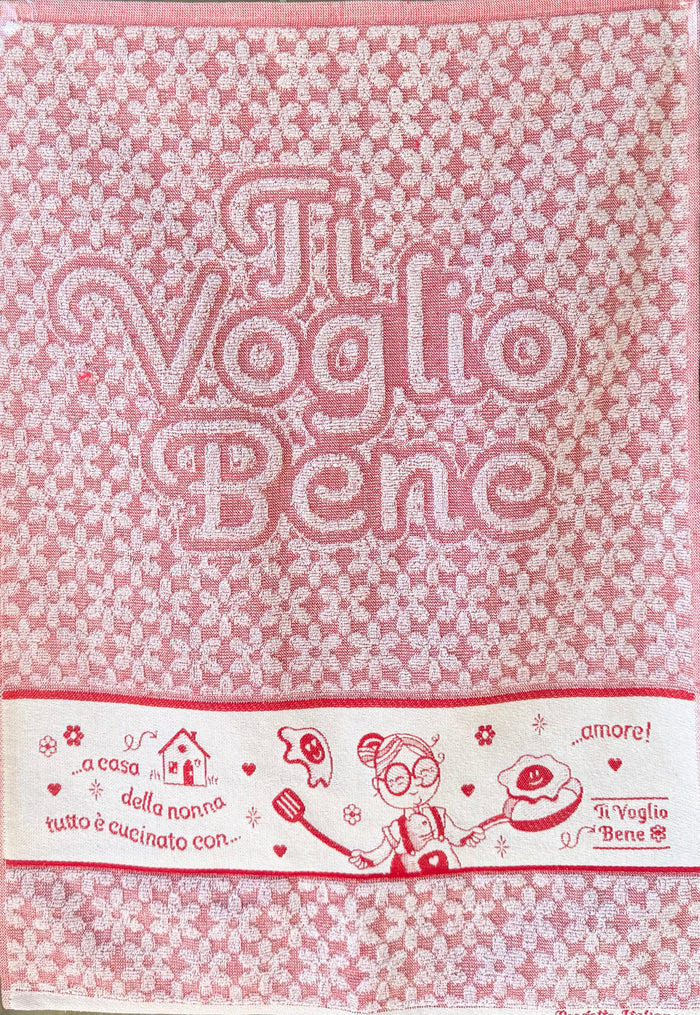 Ti
Voglio
Bene
...a casa
della nonna
tutto è cucinato con...
...amore!
Ti Voglio
Bene